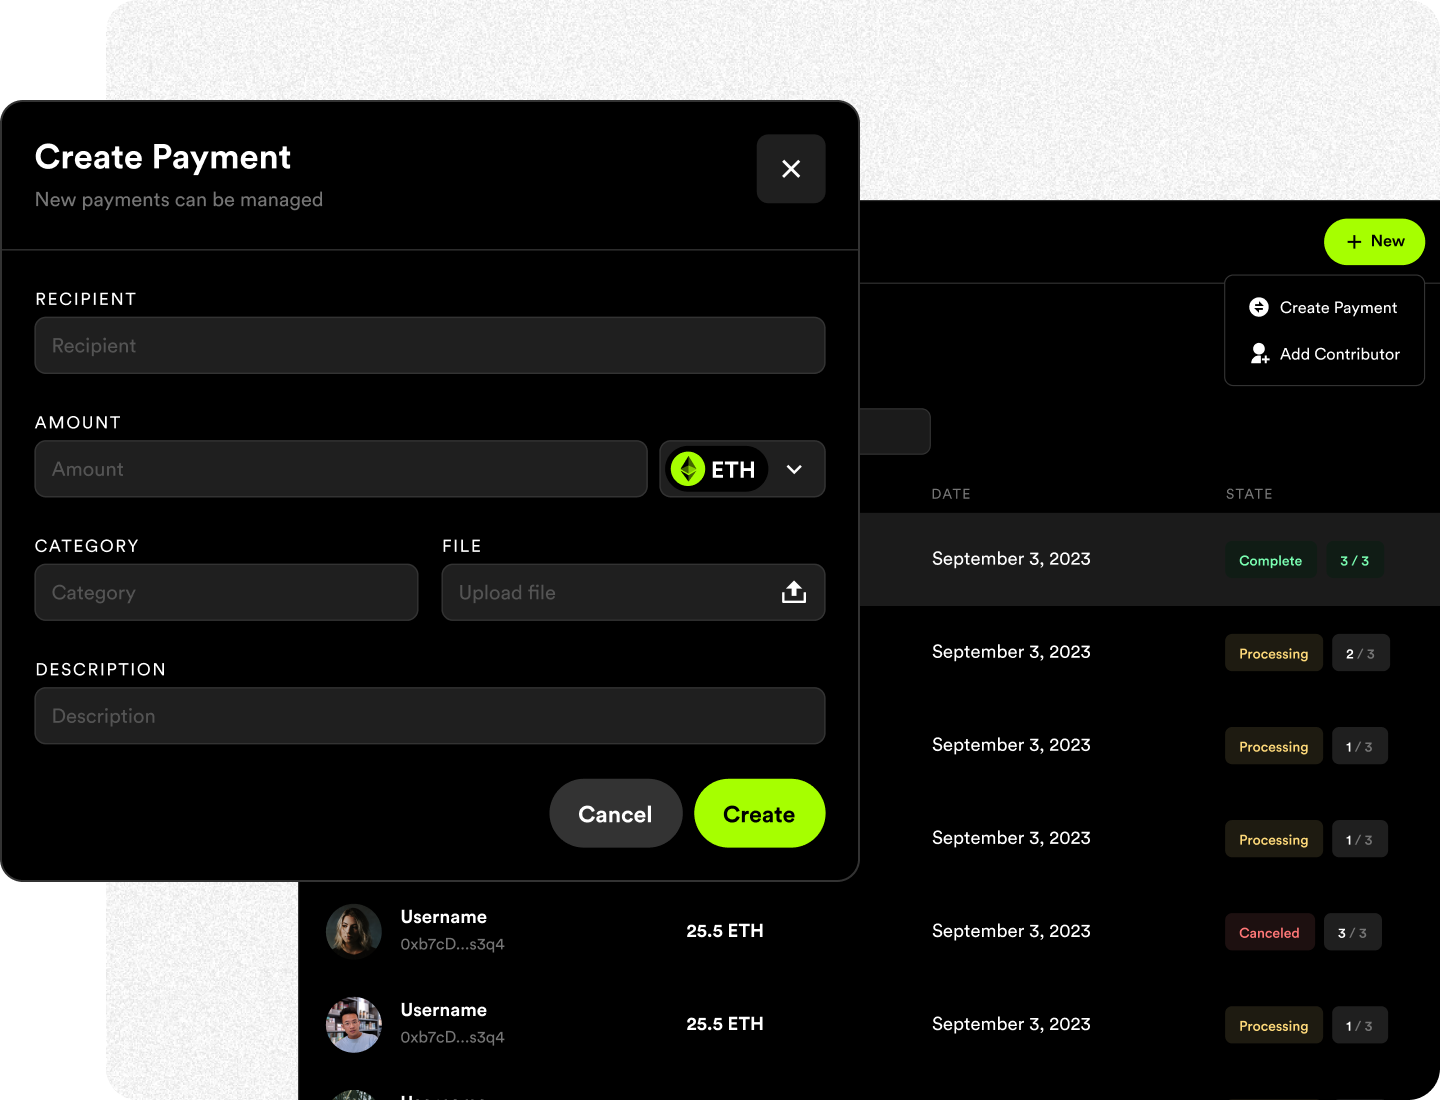 Create Payment
New payments can be managed
RECIPIENT
Recipient
AMOUNT
Amount
ETH
CATEGORY
Category
FILE
Upload file
DESCRIPTION
Description
Cancel
Create
New
Create Payment
Add Contributor
DATE STATE
September 3, 2023 Complete 3 / 3
September 3, 2023 Processing 2 / 3
September 3, 2023 Processing 1 / 3
September 3, 2023 Processing 1 / 3
Username
0xb7cD...s3q4
25.5 ETH September 3, 2023 Canceled 3 / 3
Username
0xb7cD...s3q4
25.5 ETH September 3, 2023 Processing 1 / 3